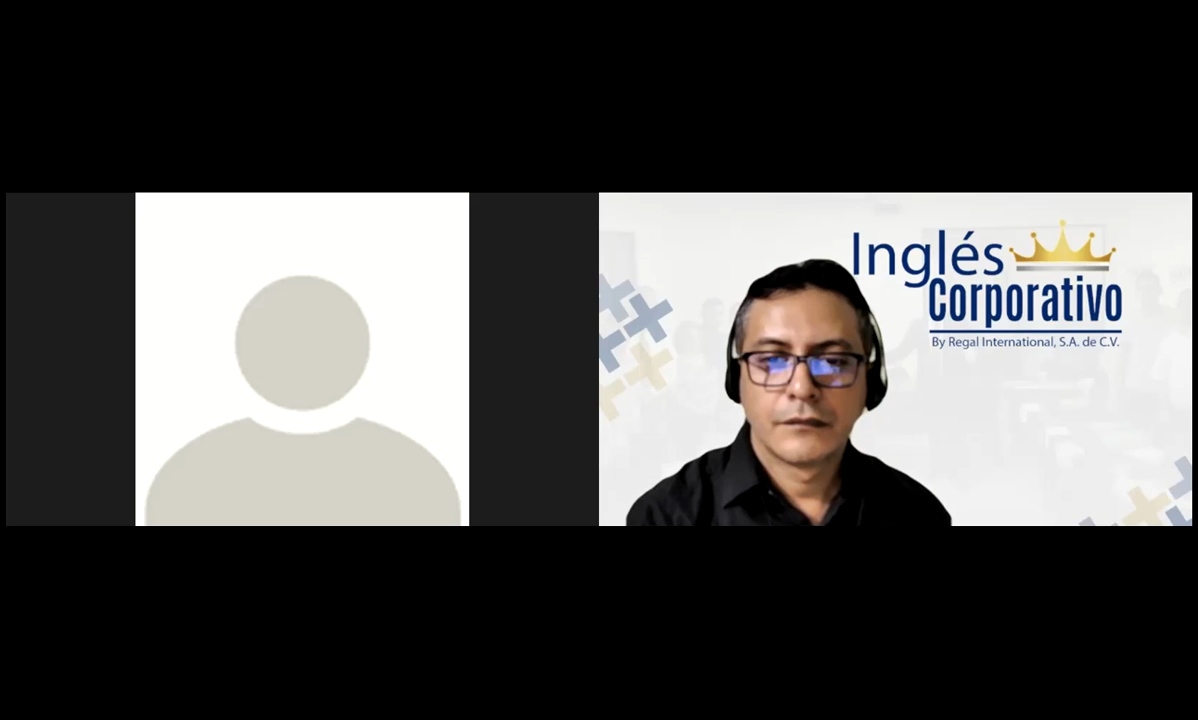 Inglés
Corporativo
By Regal International, S.A. de C.V.